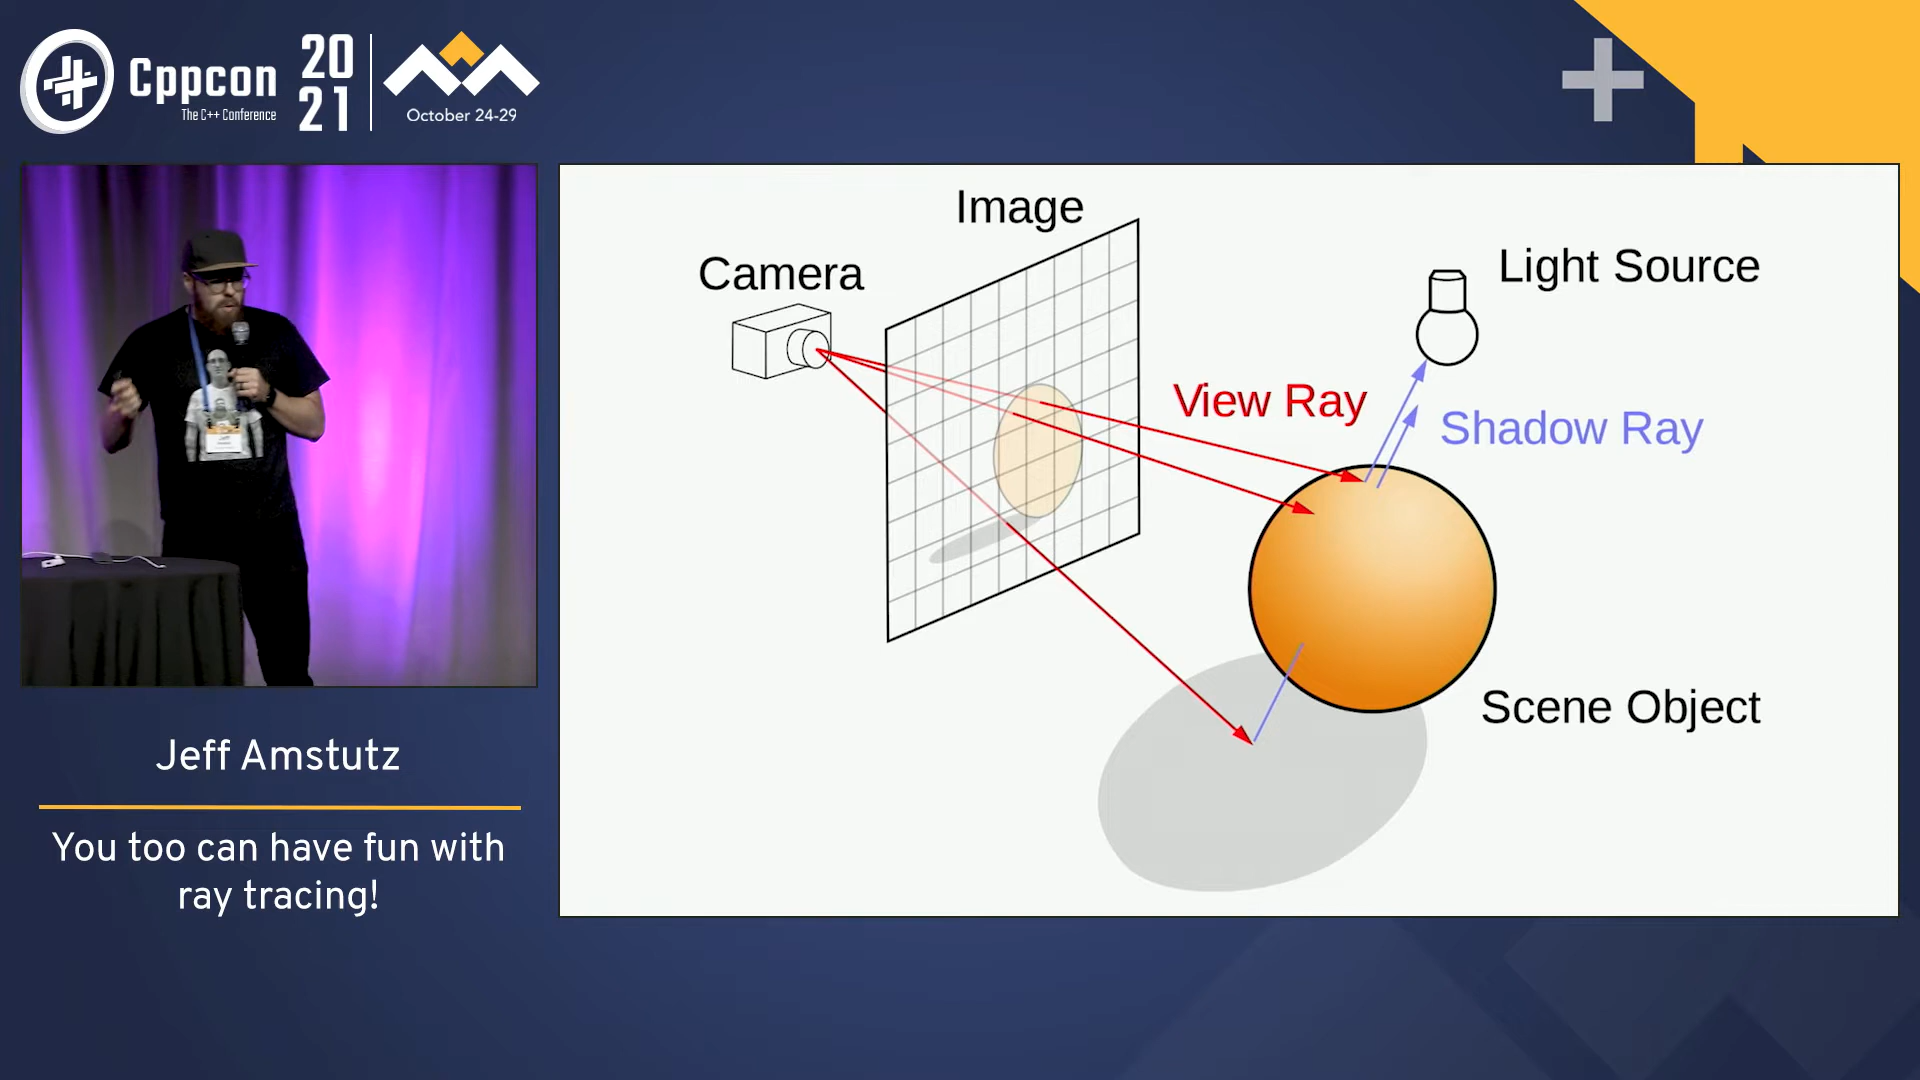 Cppcon
The C++ Conference
20
21
October 24-29
Image
Camera
Light Source
View Ray
Shadow Ray
Scene Object
Jeff Amstutz
You too can have fun with
ray tracing!